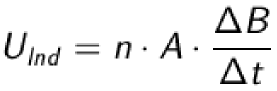 U_Ind = n · A · ΔB/Δt